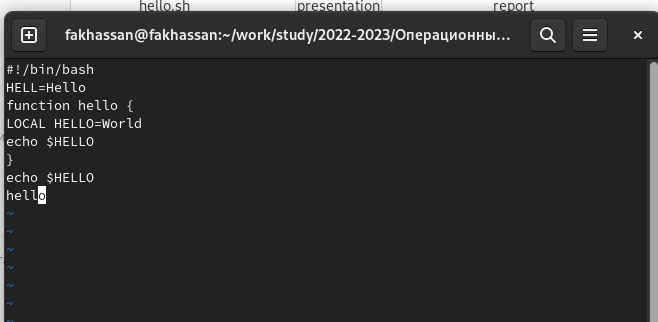 hello.sh presentation report
fakhassan@fakhassan:~/work/study/2022-2023/Операционны...
#!/bin/bash
HELL=Hello
function hello {
LOCAL HELLO=World
echo $HELLO
}
echo $HELLO
hello
~
~
~
~
~
~
~